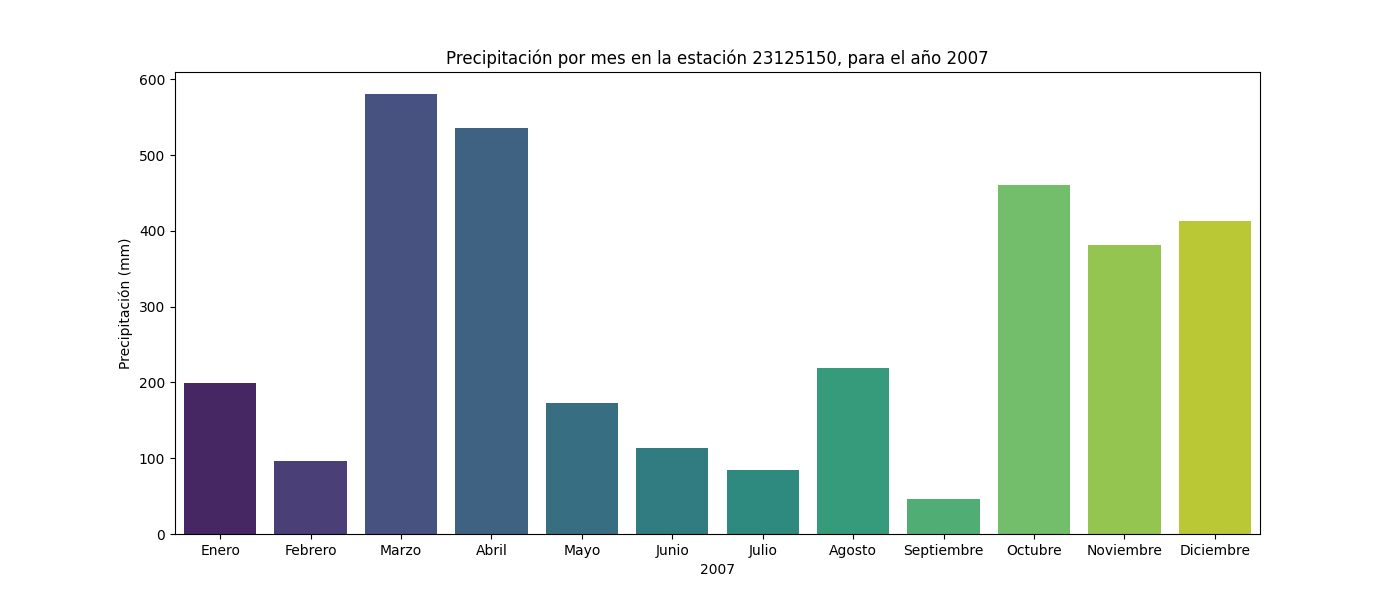 Precipitación por mes en la estación 23125150, para el año 2007
Precipitación (mm)
600
500
400
300
200
100
0
Enero Febrero Marzo Abril Mayo Junio Julio Agosto Septiembre Octubre Noviembre Diciembre
2007